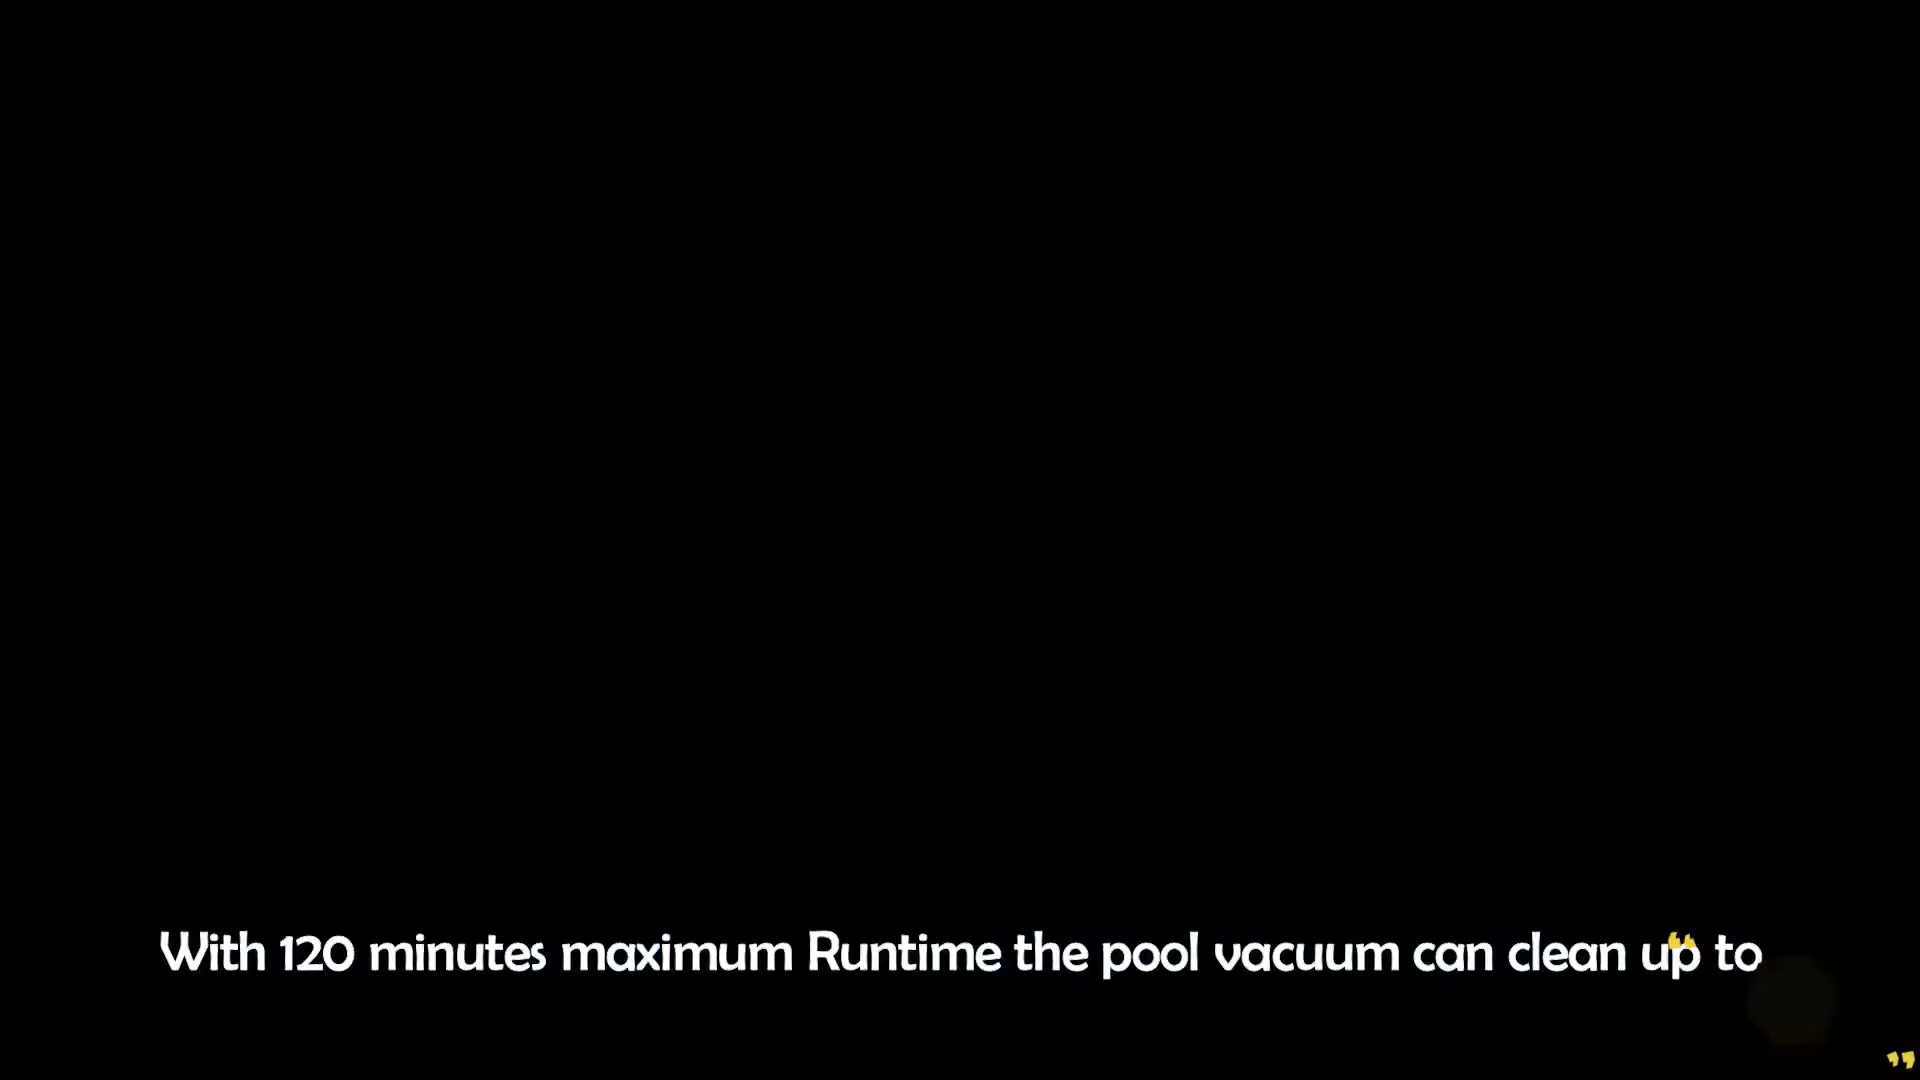 With 120 minutes maximum Runtime the pool vacuum can clean up to
❝
❞